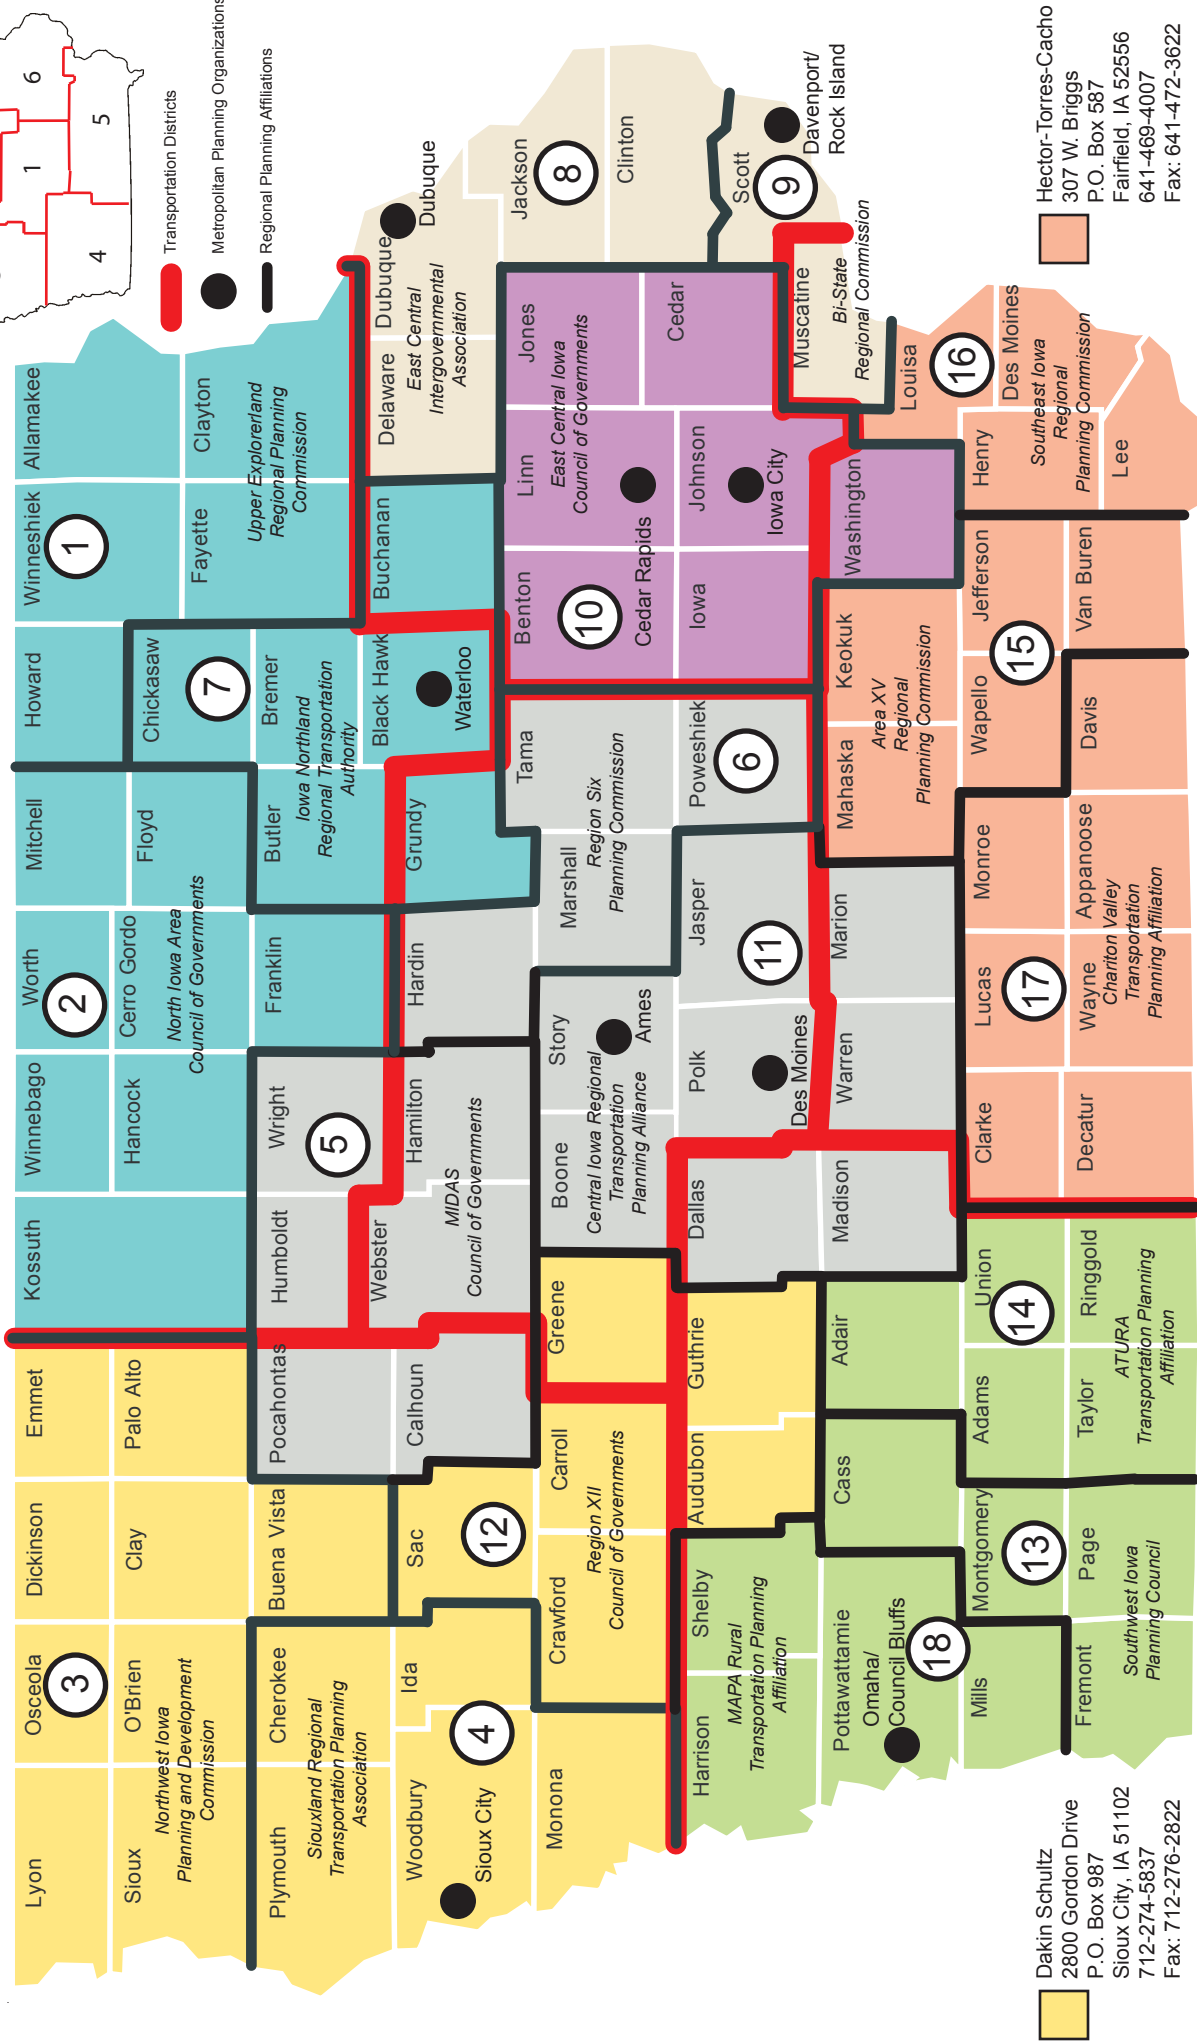 6
1
5
4
Transportation Districts
Metropolitan Planning Organizations
Regional Planning Affiliations
Lyon
Osceola
Dickinson
Emmet
Kossuth
Winnebago
Worth
Mitchell
Howard
Winneshiek
Allamakee
3
2
1
Sioux
O'Brien
Clay
Palo Alto
Hancock
Cerro Gordo
Floyd
Chickasaw
Fayette
Clayton
Northwest Iowa
Planning and Development
Commission
North Iowa Area
Council of Governments
7
Upper Explorerland
Regional Planning
Commission
Plymouth
Cherokee
Buena Vista
Pocahontas
Humboldt
Wright
Franklin
Butler
Bremer
Siouxland Regional
Transportation Planning
Association
5
Iowa Northland
Regional Transportation
Authority
Woodbury
Ida
Sac
Calhoun
Webster
Hamilton
Hardin
Grundy
Black Hawk
Buchanan
Delaware
Dubuque
Dubuque
Sioux City
4
12
MIDAS
Council of Governments
Waterloo
East Central
Intergovernmental
Association
Monona
Crawford
Carroll
Greene
Boone
Story
Marshall
Tama
Benton
Linn
Jones
Jackson
Region XII
Council of Governments
Central Iowa Regional
Transportation
Planning Alliance
Ames
Region Six
Planning Commission
10
Cedar Rapids
East Central Iowa
Council of Governments
8
Clinton
Harrison
Shelby
Audubon
Guthrie
Dallas
Polk
Jasper
Poweshiek
Iowa
Johnson
Cedar
Scott
MAPA Rural
Transportation Planning
Affiliation
Des Moines
11
6
Iowa City
9
Davenport/
Rock Island
Muscatine
Bi-State
Regional Commission
Pottawattamie
Cass
Adair
Madison
Warren
Marion
Mahaska
Keokuk
Washington
Louisa
Omaha/
Council Bluffs
18
Area XV
Regional
Planning Commission
16
Mills
Montgomery
Adams
Union
Clarke
Lucas
Monroe
Wapello
Jefferson
Henry
Des Moines
13
14
17
15
Southeast Iowa
Regional
Planning Commission
Fremont
Page
Taylor
Ringgold
Decatur
Wayne
Appanoose
Davis
Van Buren
Lee
Southwest Iowa
Planning Council
ATURA
Transportation Planning
Affiliation
Chariton Valley
Transportation
Planning Affiliation
Dakin Schultz
2800 Gordon Drive
P.O. Box 987
Sioux City, IA 51102
712-274-5837
Fax: 712-276-2822
Hector-Torres-Cacho
307 W. Briggs
P.O. Box 587
Fairfield, IA 52556
641-469-4007
Fax: 641-472-3622